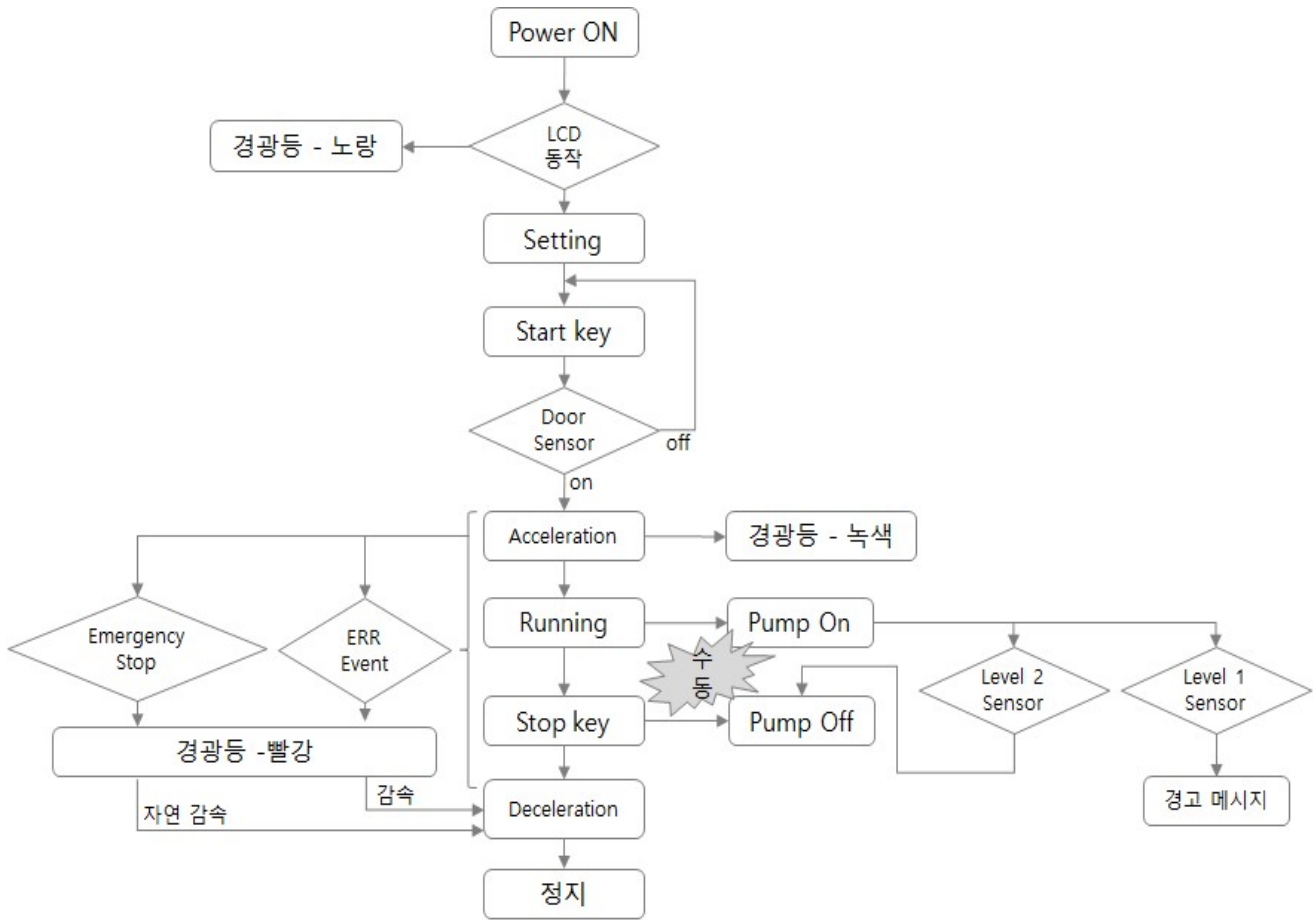 Power ON
LCD
동작
경광등 - 노랑
Setting
Start key
Door
Sensor
off
on
Acceleration
경광등 - 녹색
Emergency
Stop
ERR
Event
Running
Pump On
수
동
Level 2
Sensor
Level 1
Sensor
Stop key
Pump Off
경광등 -빨강
감속
자연 감속
Deceleration
경고 메시지
정지